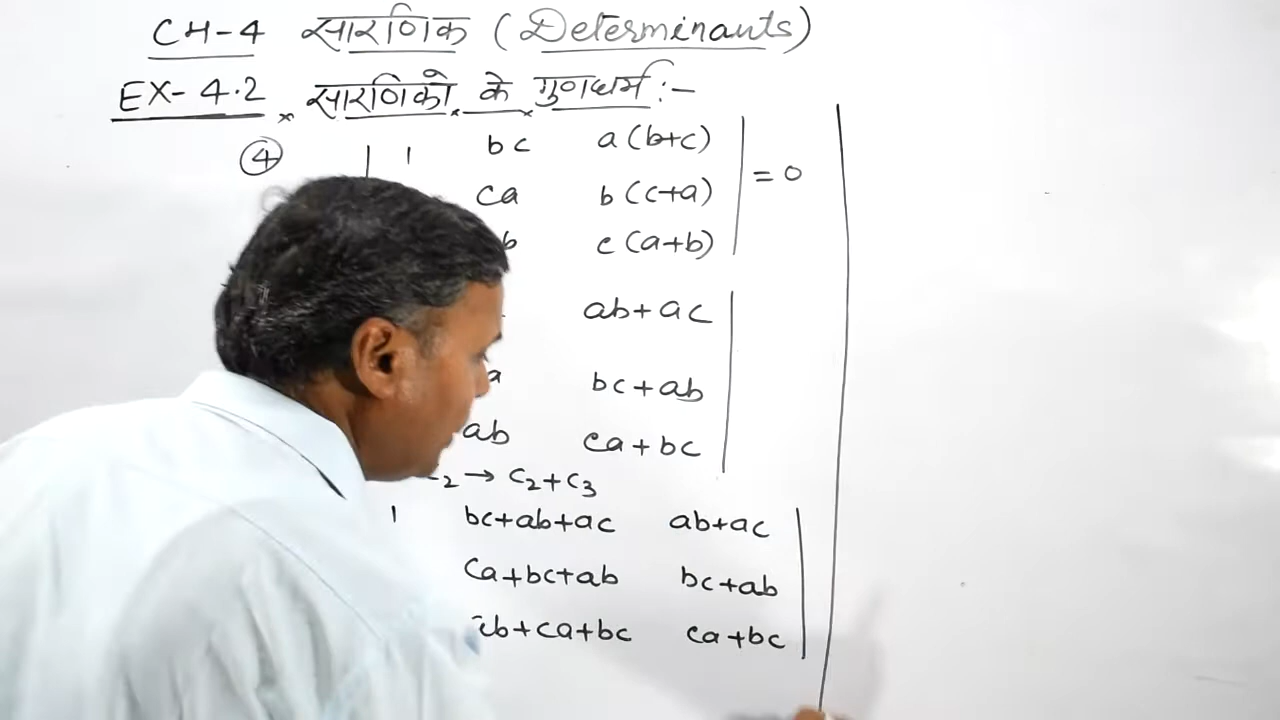 CH-4 सारणिक (Determinants)
EX-4.2 सारणिको के गुणधर्म :-
④ | 1 bc a(b+c) | = 0
ca b(c+a)
b c(a+b)
ab+ac
a bc+ab
ab ca+bc
2 → C2+C3
1 bc+ab+ac ab+ac
ca+bc+ab bc+ab
ab+ca+bc ca+bc